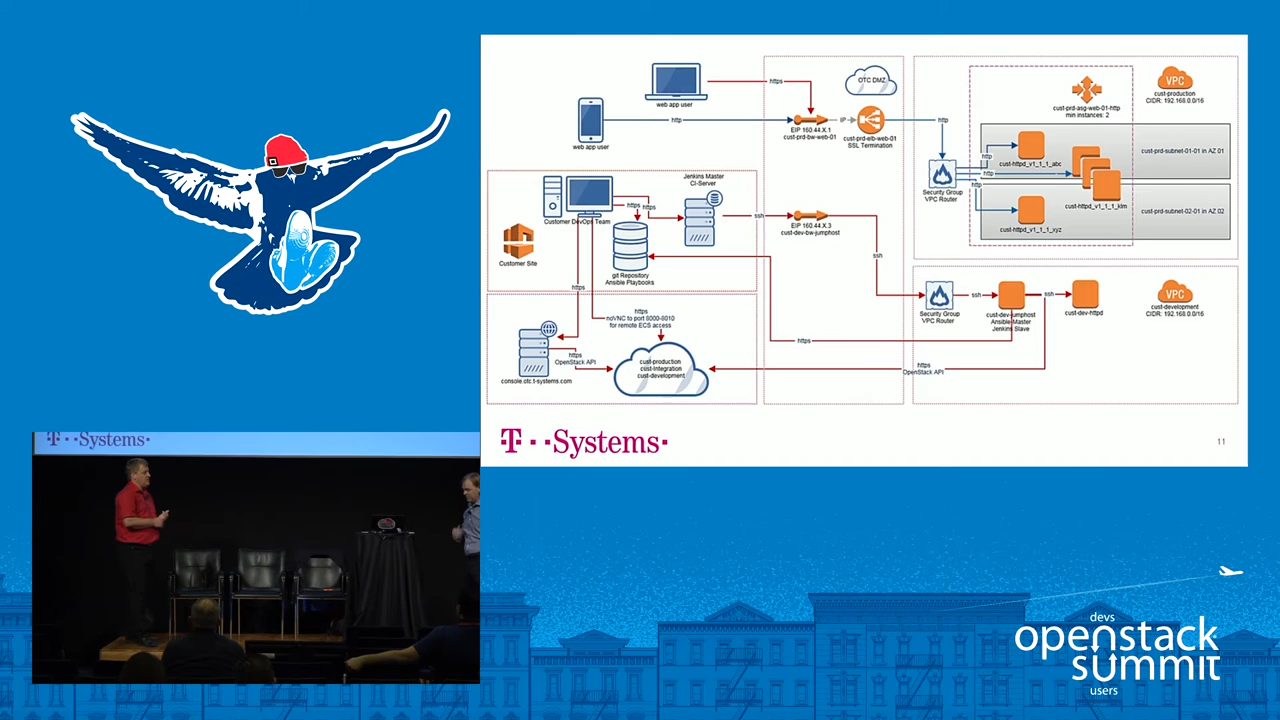 https
web app user
http
web app user
OTC DMZ
EIP 160.44.X.1
cust-prd-bw-web-01
IP
cust-prd-elb-web-01
SSL Termination
http
VPC
cust-production
CIDR: 192.168.0.0/16
cust-prd-asg-web-01-http
min instances: 2
cust-prd-subnet-01-01 in AZ 01
http
cust-httpd_v1_1_1_abc
http
http
Security Group
VPC Router
cust-httpd_v1_1_1_klm
cust-prd-subnet-02-01 in AZ 02
cust-httpd_v1_1_1_xyz
Jenkins Master
CI-Server
https
https
Customer DevOps Team
ssh
EIP 160.44.X.3
cust-dev-bw-jumphost
Customer Site
git Repository
Ansible Playbooks
ssh
https
https
noVNC to port 8000-8010
for remote ECS access
Security Group
VPC Router
ssh
cust-dev-jumphost
Ansible Master
Jenkins Slave
ssh
cust-dev-httpd
VPC
cust-development
CIDR: 192.168.0.0/16
https
https
OpenStack API
console.otc.t-systems.com
cust-production
cust-Integration
cust-development
https
OpenStack API
T··Systems·
11
T··Systems·
devs
openstack
summit
users